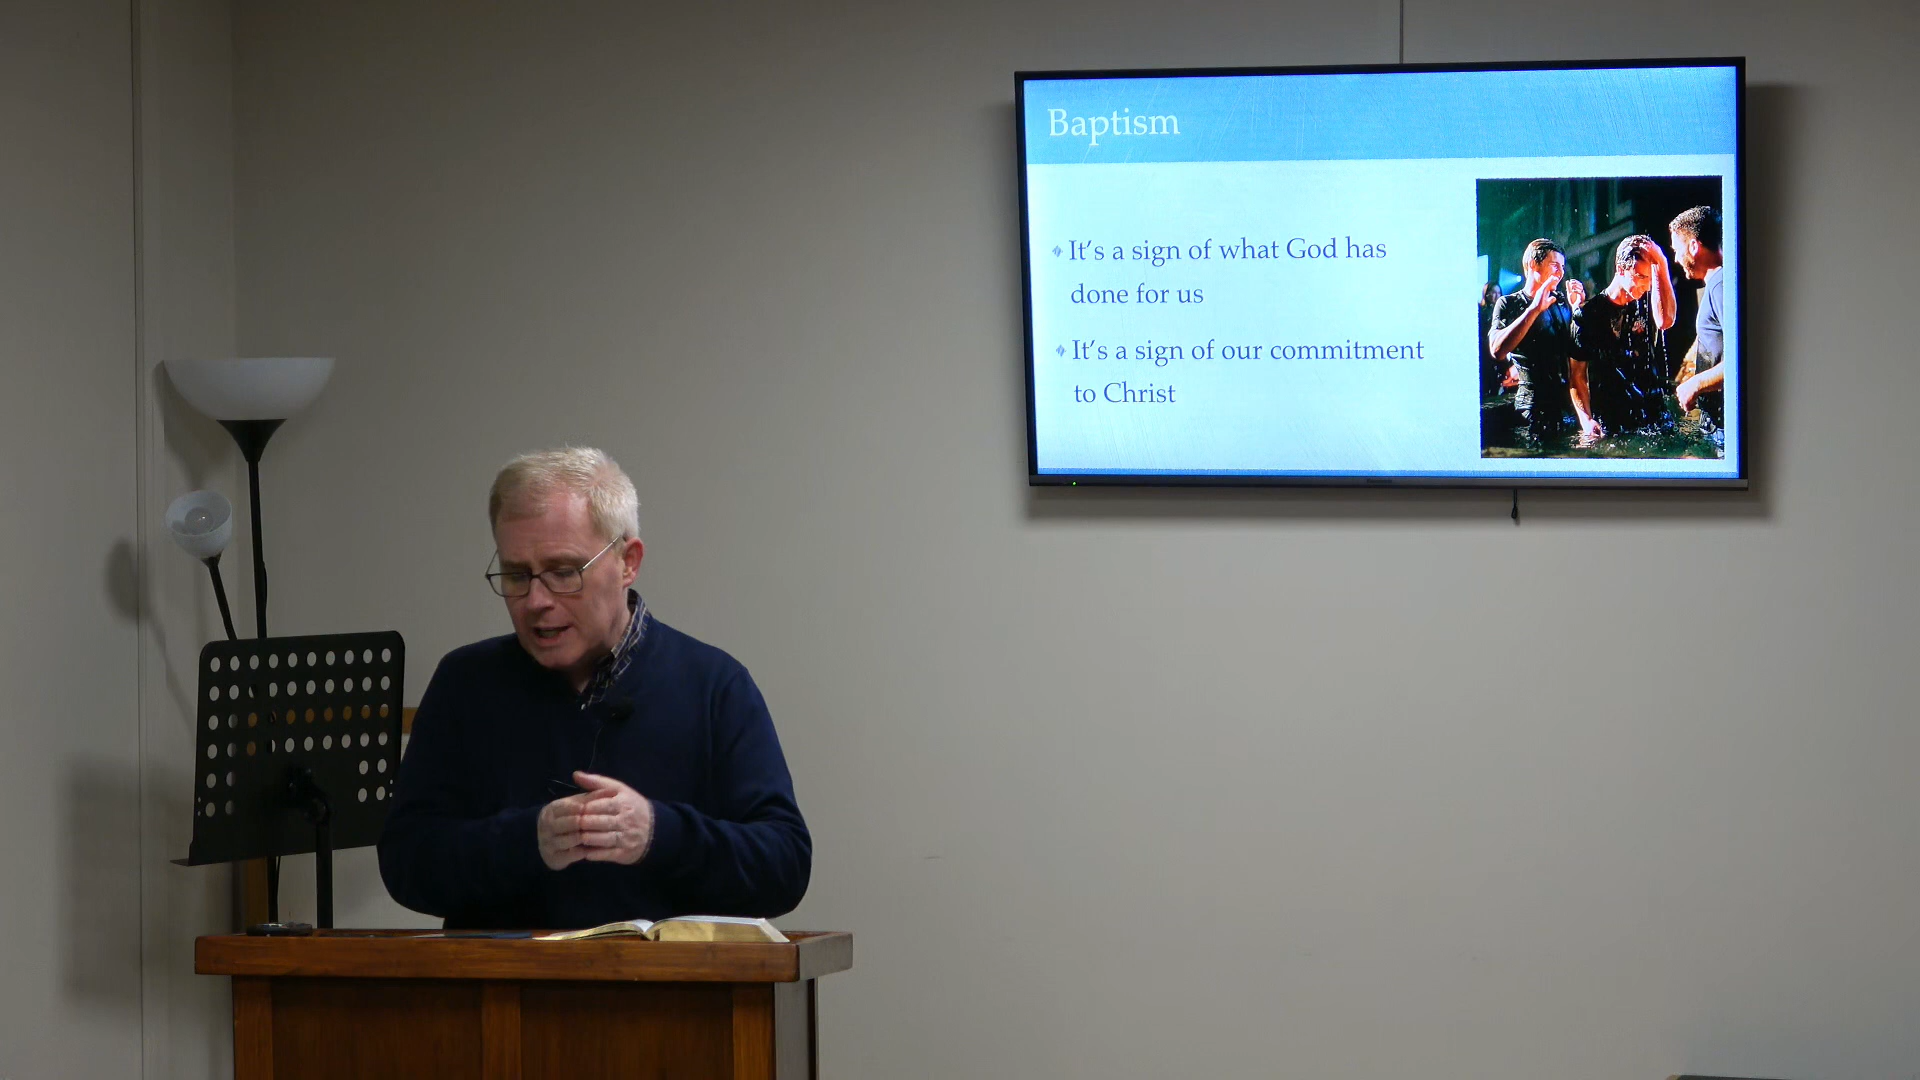 Baptism
It's a sign of what God has
done for us
It's a sign of our commitment
to Christ